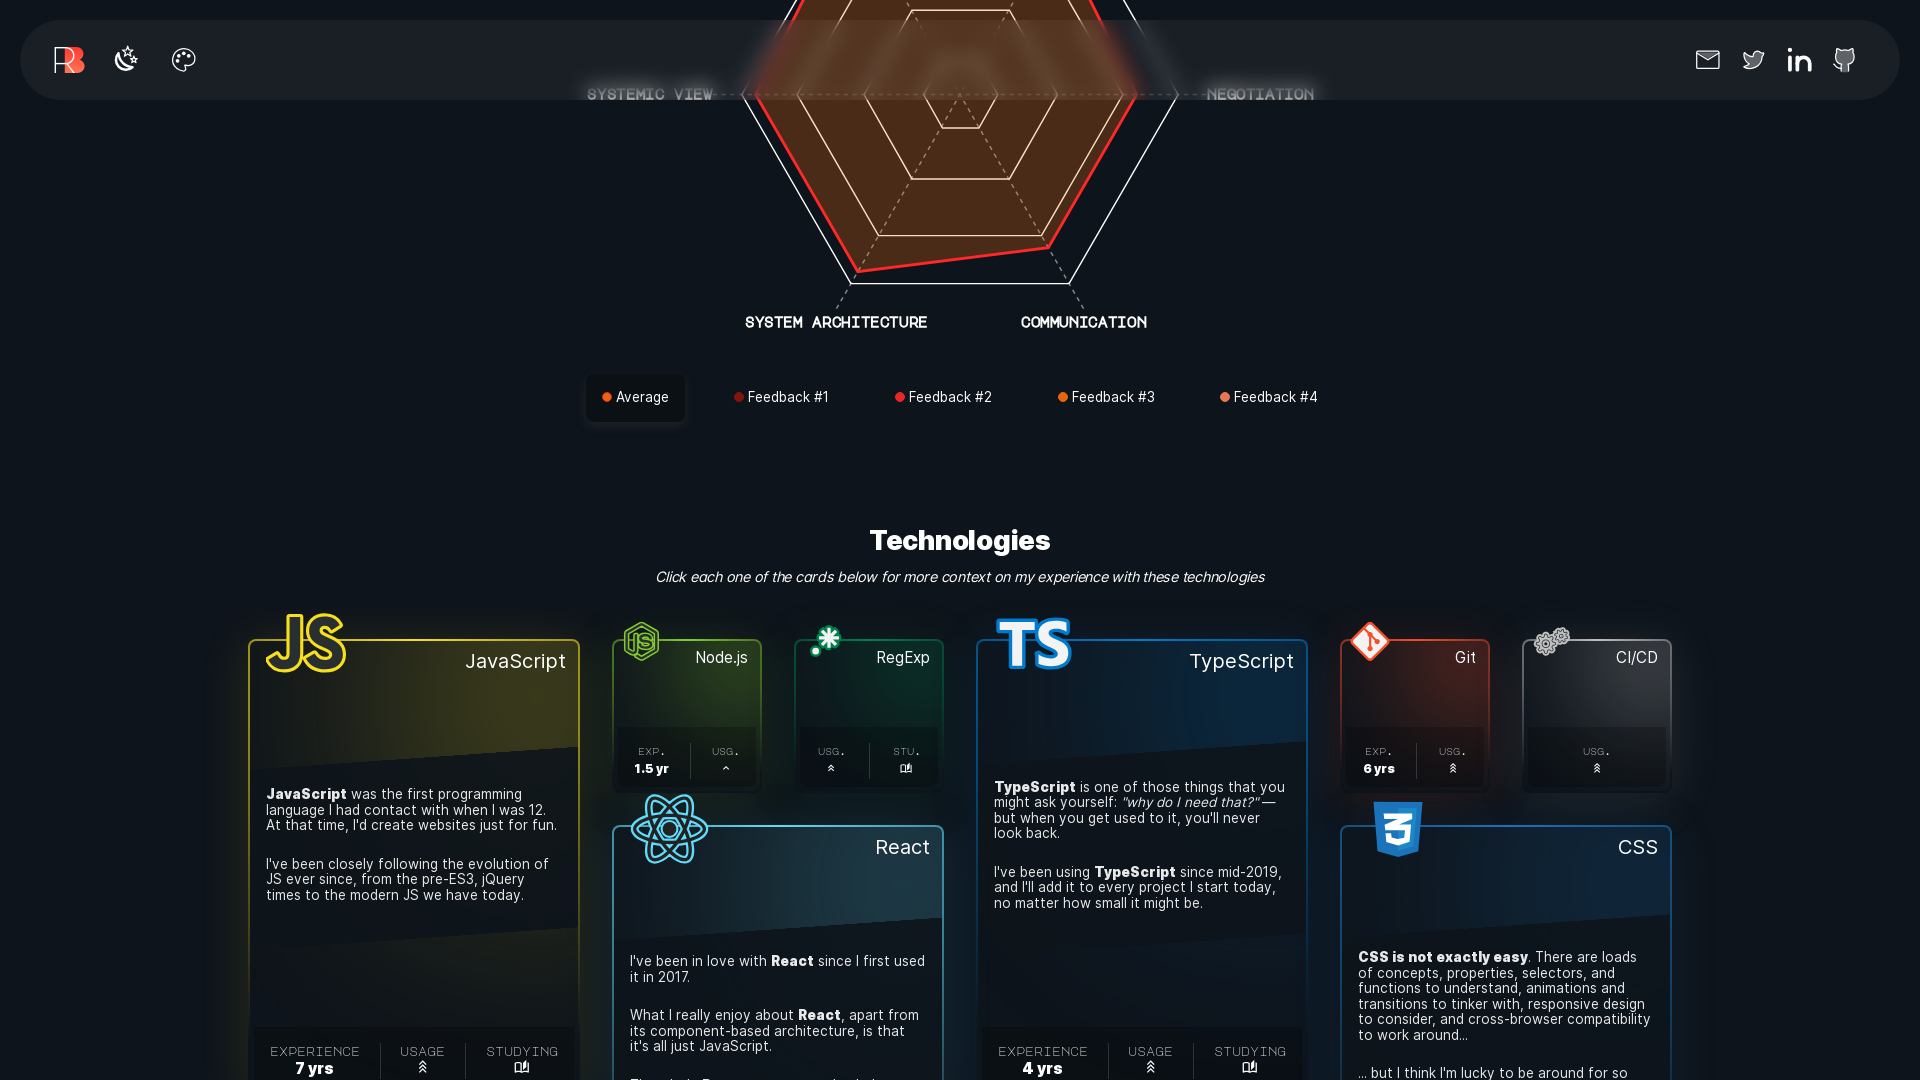 SYSTEMIC VIEW
NEGOTIATION
SYSTEM ARCHITECTURE
COMMUNICATION
Average
Feedback #1
Feedback #2
Feedback #3
Feedback #4
Technologies
Click each one of the cards below for more context on my experience with these technologies
JS
JavaScript
JavaScript was the first programming
language I had contact with when I was 12.
At that time, I'd create websites just for fun.
I've been closely following the evolution of
JS ever since, from the pre-ES3, jQuery
times to the modern JS we have today.
EXPERIENCE
7 yrs
USAGE
STUDYING
JS
Node.js
EXP.
1.5 yr
USG.
RegExp
USG.
STU.
React
I've been in love with React since I first used
it in 2017.
What I really enjoy about React, apart from
its component-based architecture, is that
it's all just JavaScript.
TS
TypeScript
TypeScript is one of those things that you
might ask yourself: "why do I need that?" —
but when you get used to it, you'll never
look back.
I've been using TypeScript since mid-2019,
and I'll add it to every project I start today,
no matter how small it might be.
EXPERIENCE
4 yrs
USAGE
STUDYING
Git
EXP.
6 yrs
USG.
CI/CD
USG.
3
CSS
CSS is not exactly easy. There are loads
of concepts, properties, selectors, and
functions to understand, animations and
transitions to tinker with, responsive design
to consider, and cross-browser compatibility
to work around...
... but I think I'm lucky to be around for so